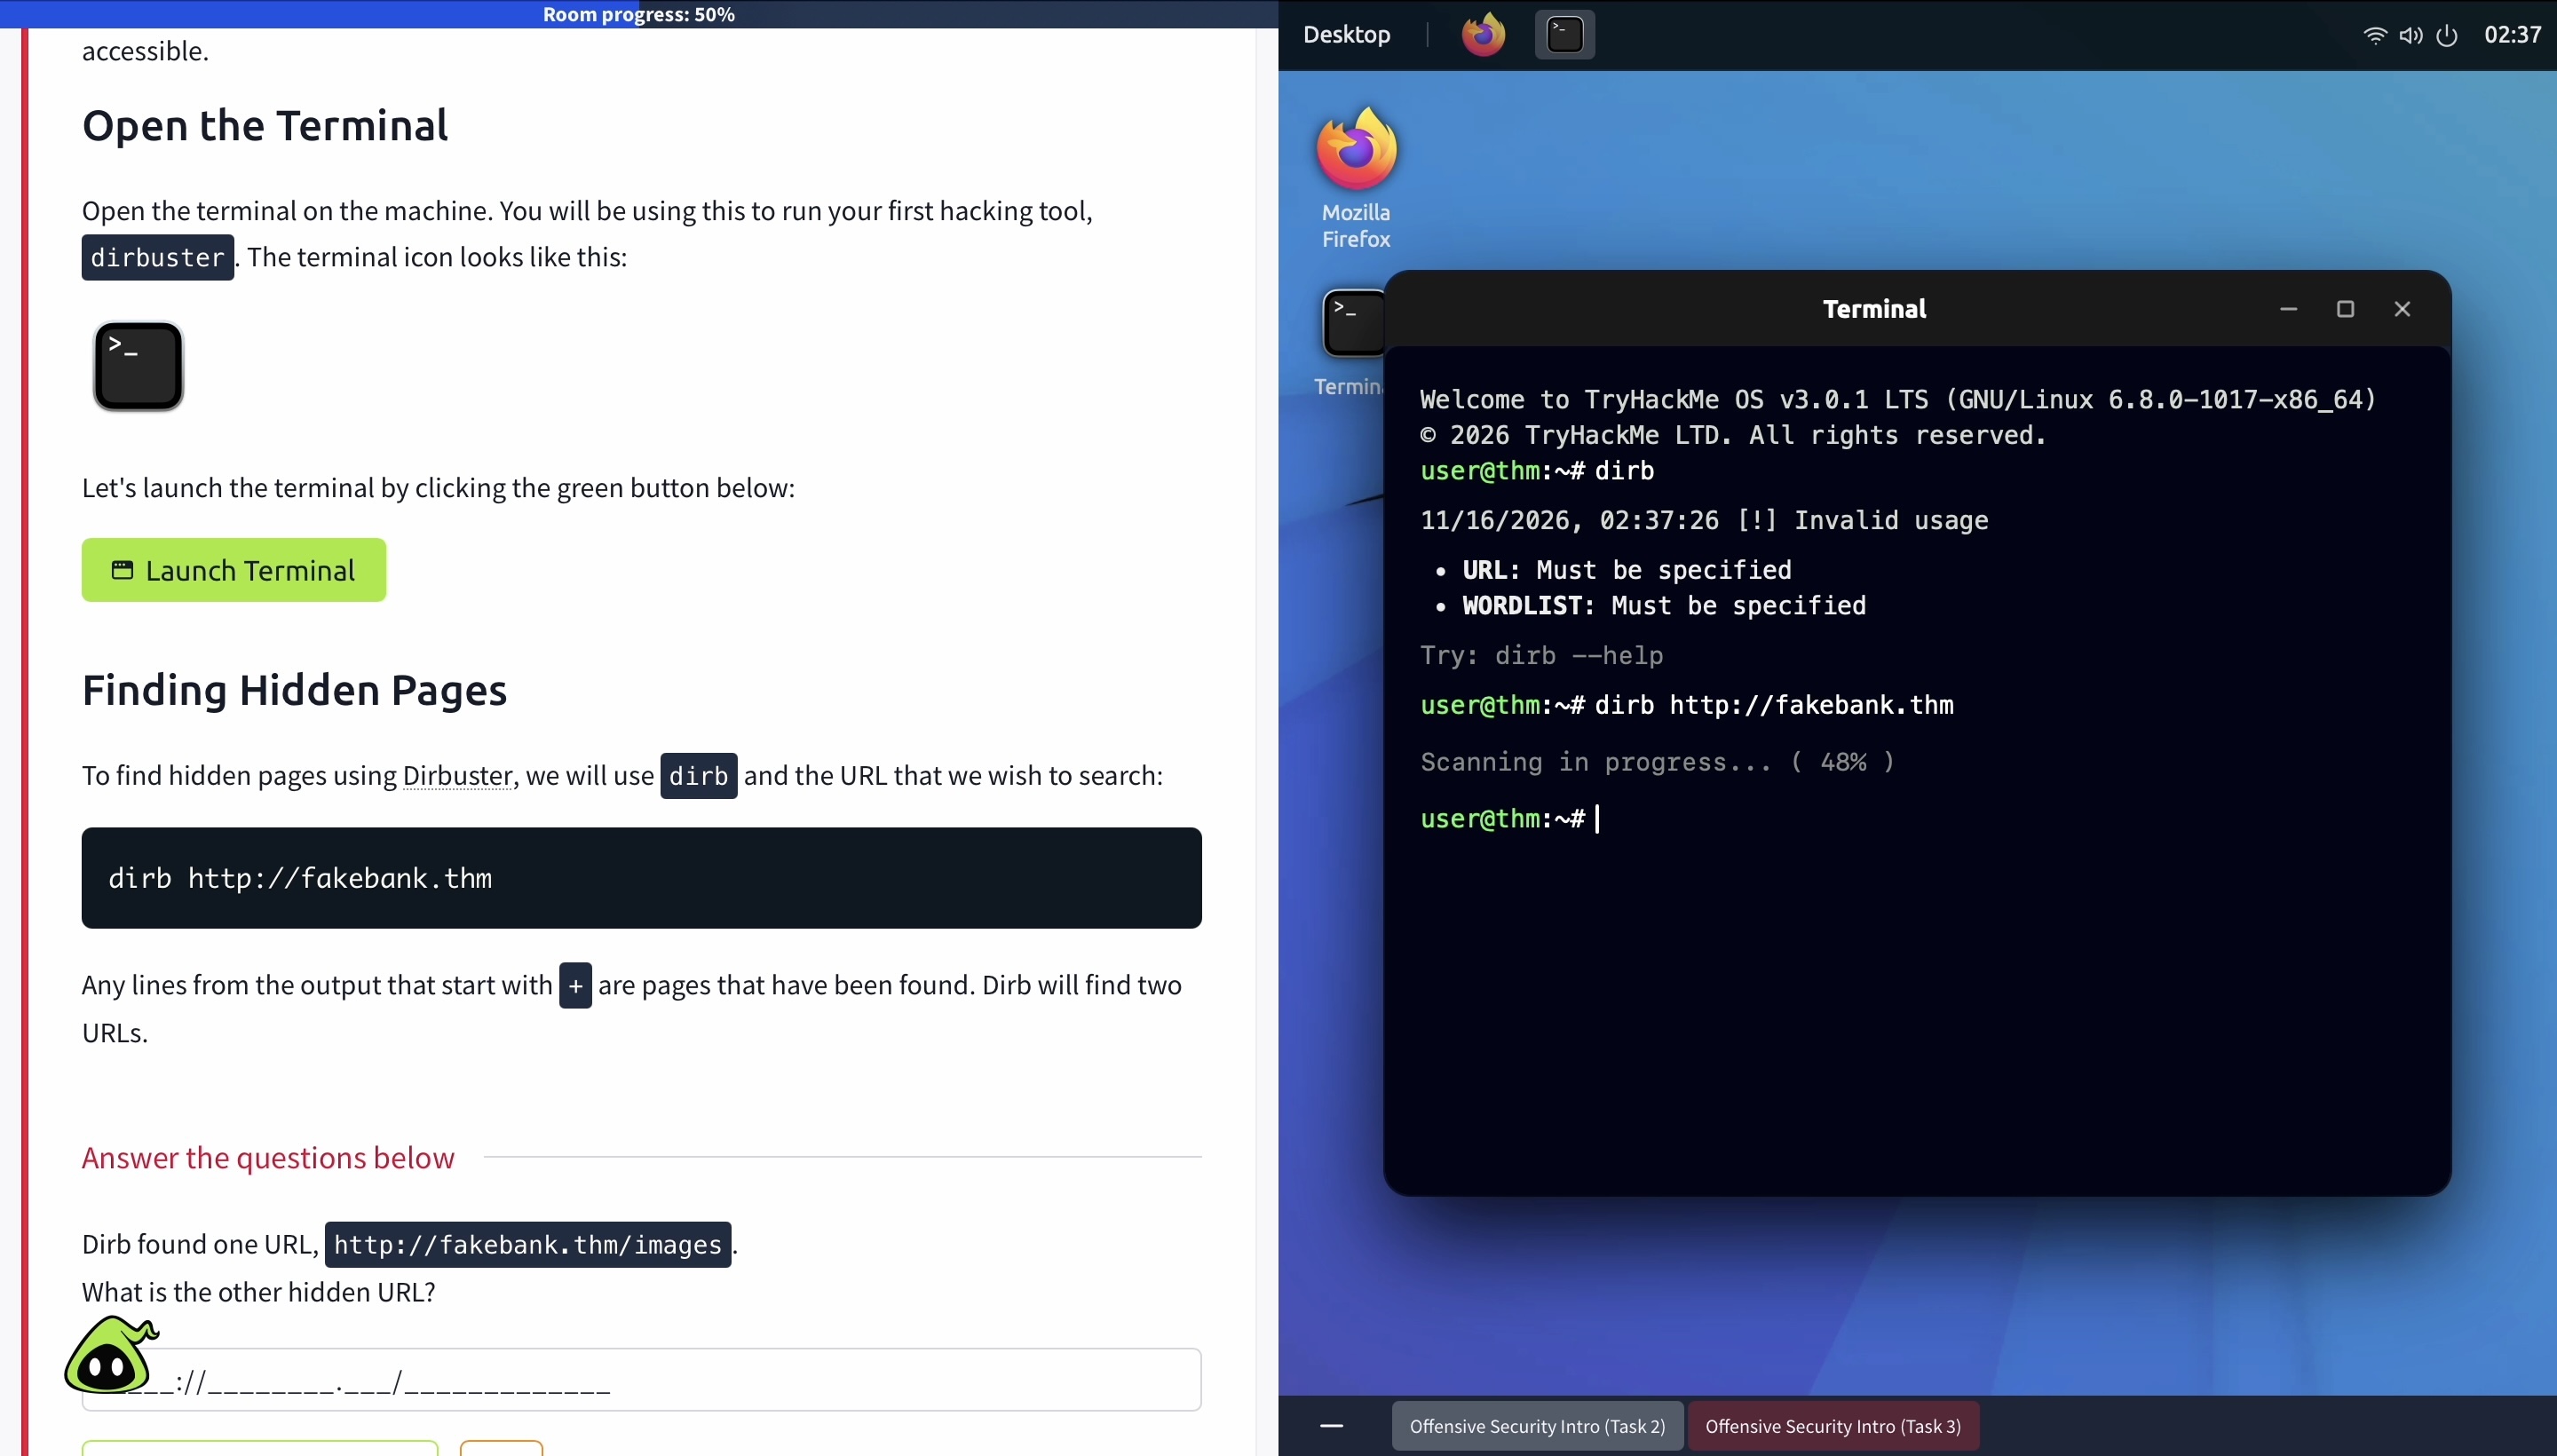 Room progress: 50%
accessible.
Open the Terminal
Open the terminal on the machine. You will be using this to run your first hacking tool,
dirbuster. The terminal icon looks like this:
>_
Let's launch the terminal by clicking the green button below:
Launch Terminal
Finding Hidden Pages
To find hidden pages using Dirbuster, we will use dirb and the URL that we wish to search:
dirb http://fakebank.thm
Any lines from the output that start with + are pages that have been found. Dirb will find two
URLs.
Answer the questions below
Dirb found one URL, http://fakebank.thm/images.
What is the other hidden URL?
____://________.___/_____________
Desktop
>_
02:37
Mozilla
Firefox
>_
Termin
Terminal
Welcome to TryHackMe OS v3.0.1 LTS (GNU/Linux 6.8.0-1017-x86_64)
© 2026 TryHackMe LTD. All rights reserved.
user@thm:~# dirb
11/16/2026, 02:37:26 [!] Invalid usage
• URL: Must be specified
• WORDLIST: Must be specified
Try: dirb --help
user@thm:~# dirb http://fakebank.thm
Scanning in progress... ( 48% )
user@thm:~#
Offensive Security Intro (Task 2)
Offensive Security Intro (Task 3)